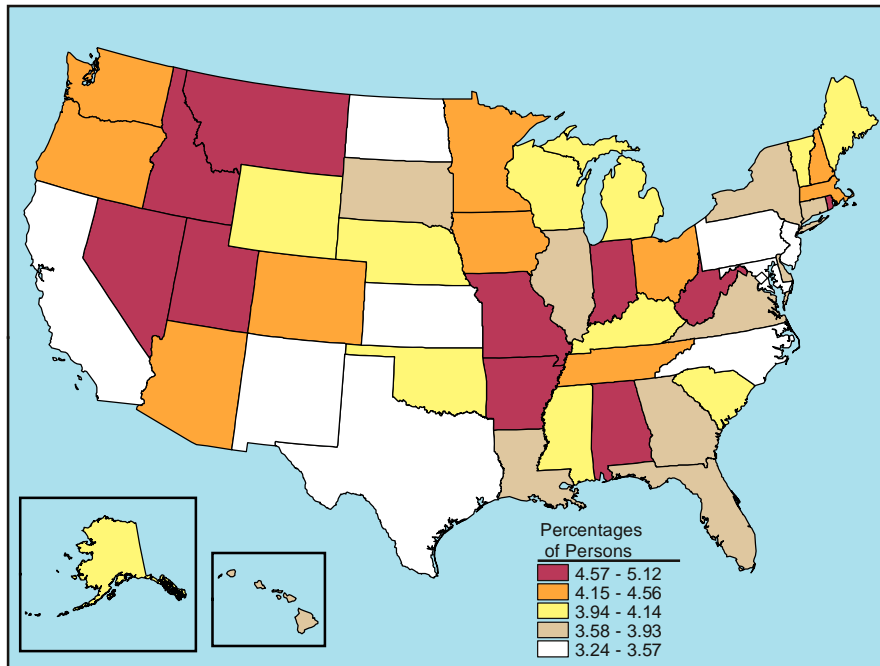 Percentages
of Persons
4.57 - 5.12
4.15 - 4.56
3.94 - 4.14
3.58 - 3.93
3.24 - 3.57